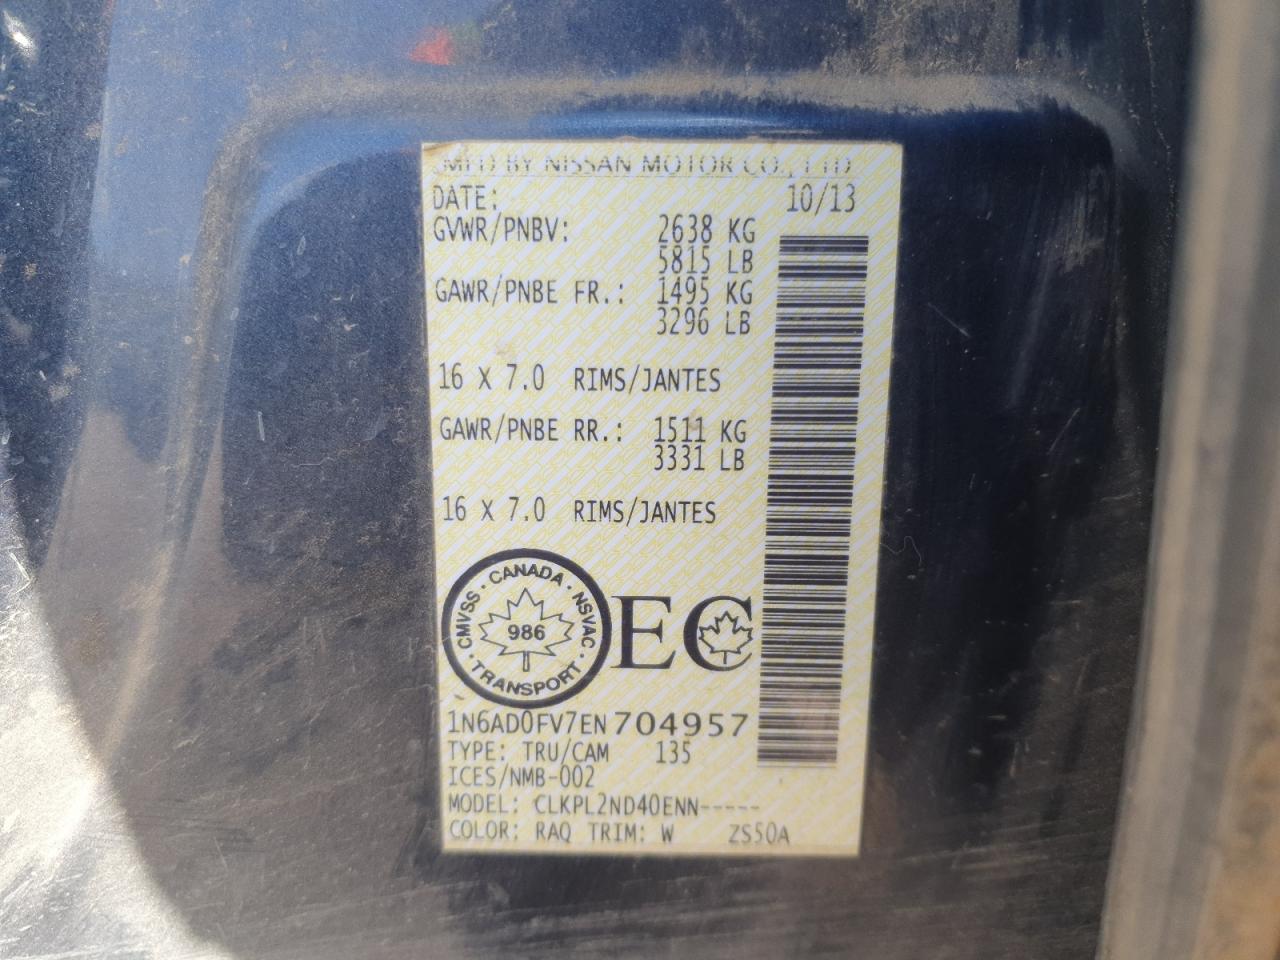 MFD BY NISSAN MOTOR CO., LTD
DATE: 10/13
GVWR/PNBV: 2638 KG
5815 LB
GAWR/PNBE FR.: 1495 KG
3296 LB
16 X 7.0 RIMS/JANTES
GAWR/PNBE RR.: 1511 KG
3331 LB
16 X 7.0 RIMS/JANTES
CANADA · NSVAC · TRANSPORT · CMVSS ·
986
EC
1N6AD0FV7EN704957
TYPE: TRU/CAM 135
ICES/NMB-002
MODEL: CLKPL2ND40ENN-----
COLOR: RAQ TRIM: W ZS50A